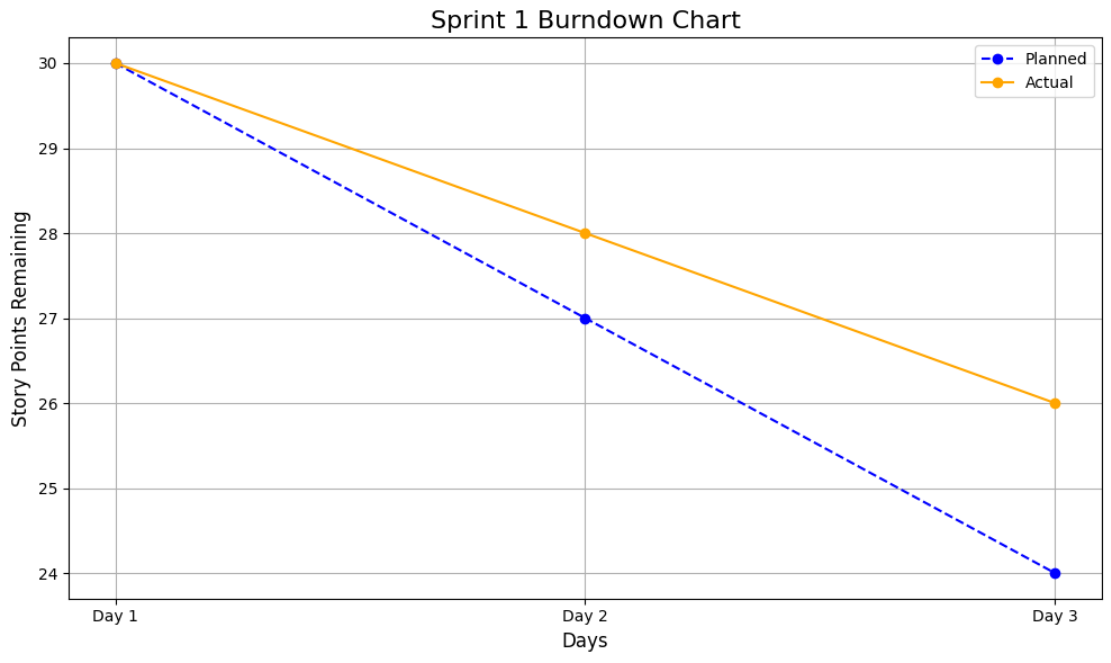 Sprint 1 Burndown Chart
Planned
Actual
Story Points Remaining
30
29
28
27
26
25
24
Day 1
Day 2
Day 3
Days